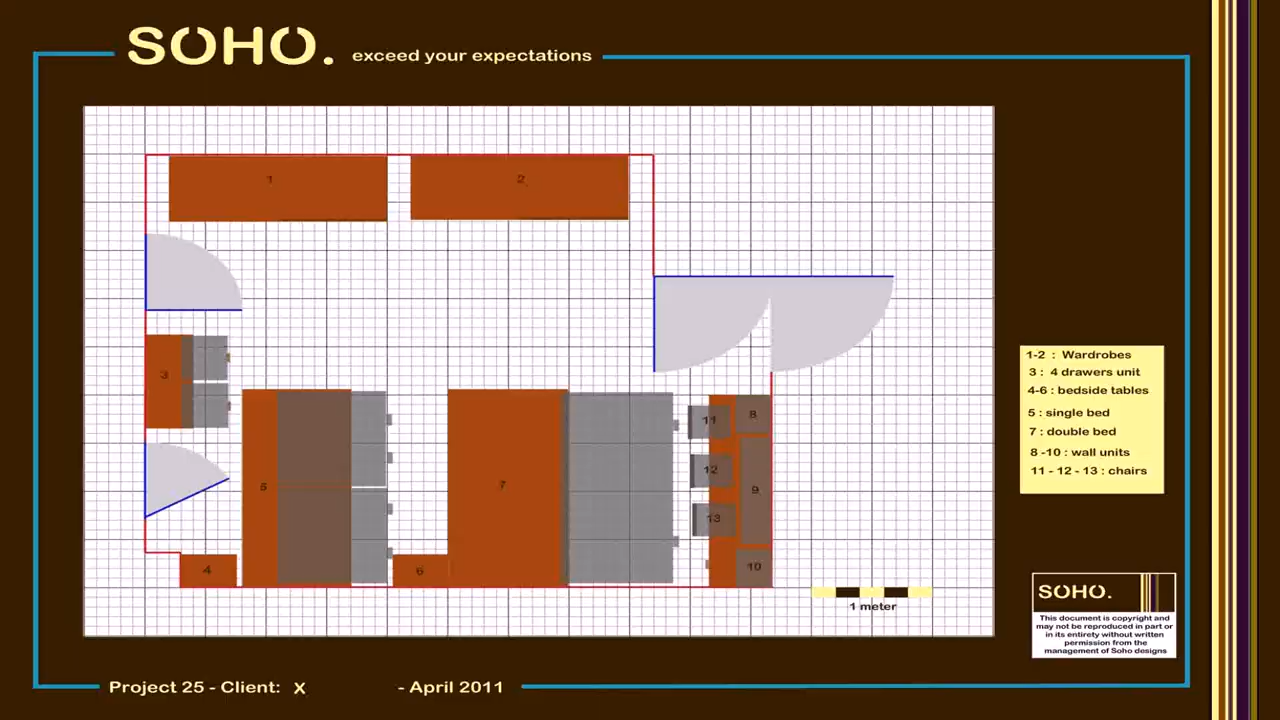 SOHO. exceed your expectations
1
2
3
4
5
6
7
8
9
10
11
12
13
1-2 : Wardrobes
3 : 4 drawers unit
4-6 : bedside tables
5 : single bed
7 : double bed
8 -10 : wall units
11 - 12 - 13 : chairs
1 meter
SOHO.
This document is copyright and
may not be reproduced in part or
in its entirety without written
permission from the
management of Soho designs
Project 25 - Client: X - April 2011